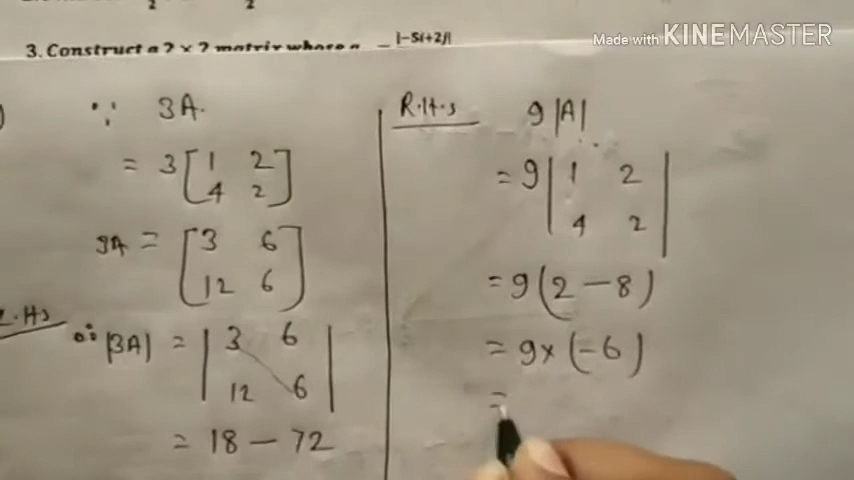 Made with KINEMASTER
3. Construct a 2 × 2 matrix whose a = |-5i+2j|
∵ 3A.
= 3 [1 2
4 2]
3A = [3 6
12 6]
L.H.S
∴ |3A| = |3 6
12 6|
= 18 - 72
R.H.S 9|A|
= 9 |1 2
4 2|
= 9(2 - 8)
= 9×(-6)
=